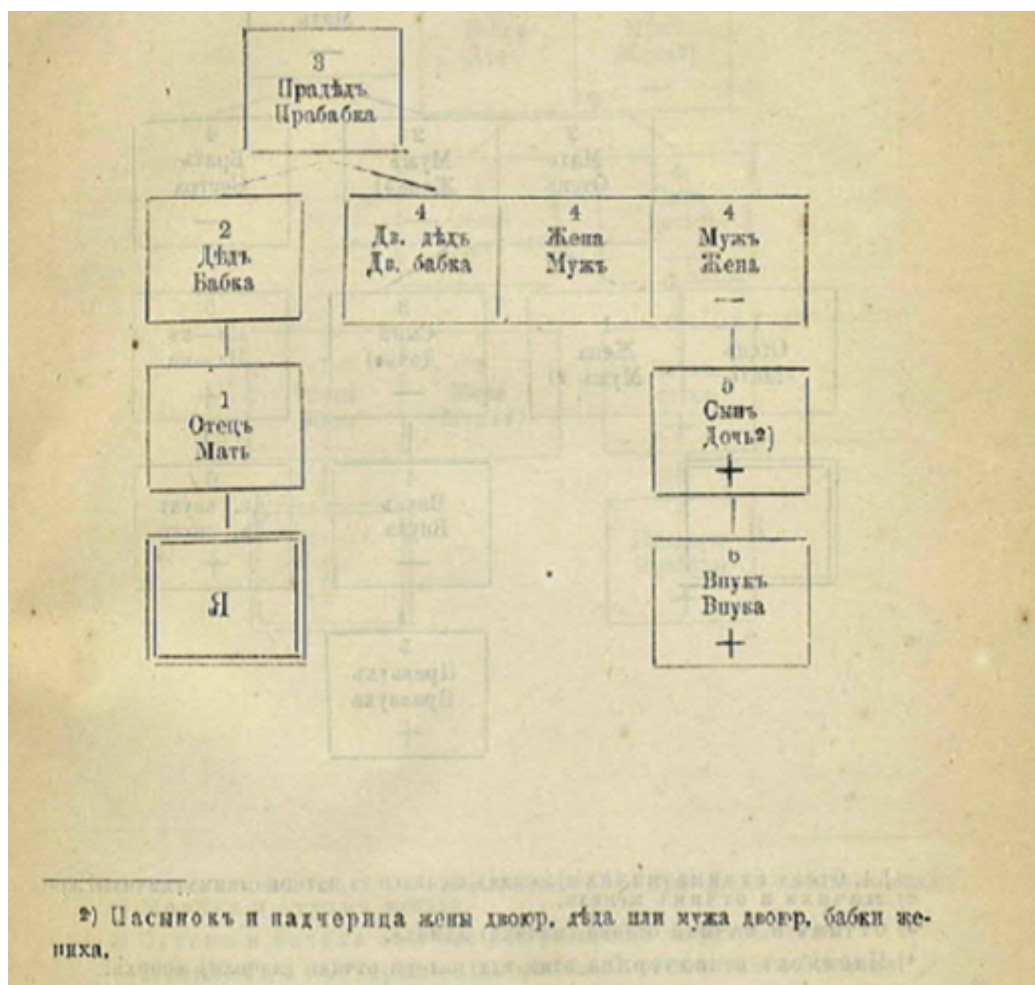 3
Прадѣдъ
Прабабка
2
Дѣдъ
Бабка
4
Дв. дѣдъ
Дв. бабка
4
Жена
Мужъ
4
Мужъ
Жена
—
1
Отецъ
Мать
5
Сынъ
Дочь²)
+
Я
6
Внукъ
Внука
+
²) Пасынокъ и падчерица жены двоюр. дѣда или мужа двоюр. бабки же-
ниха.